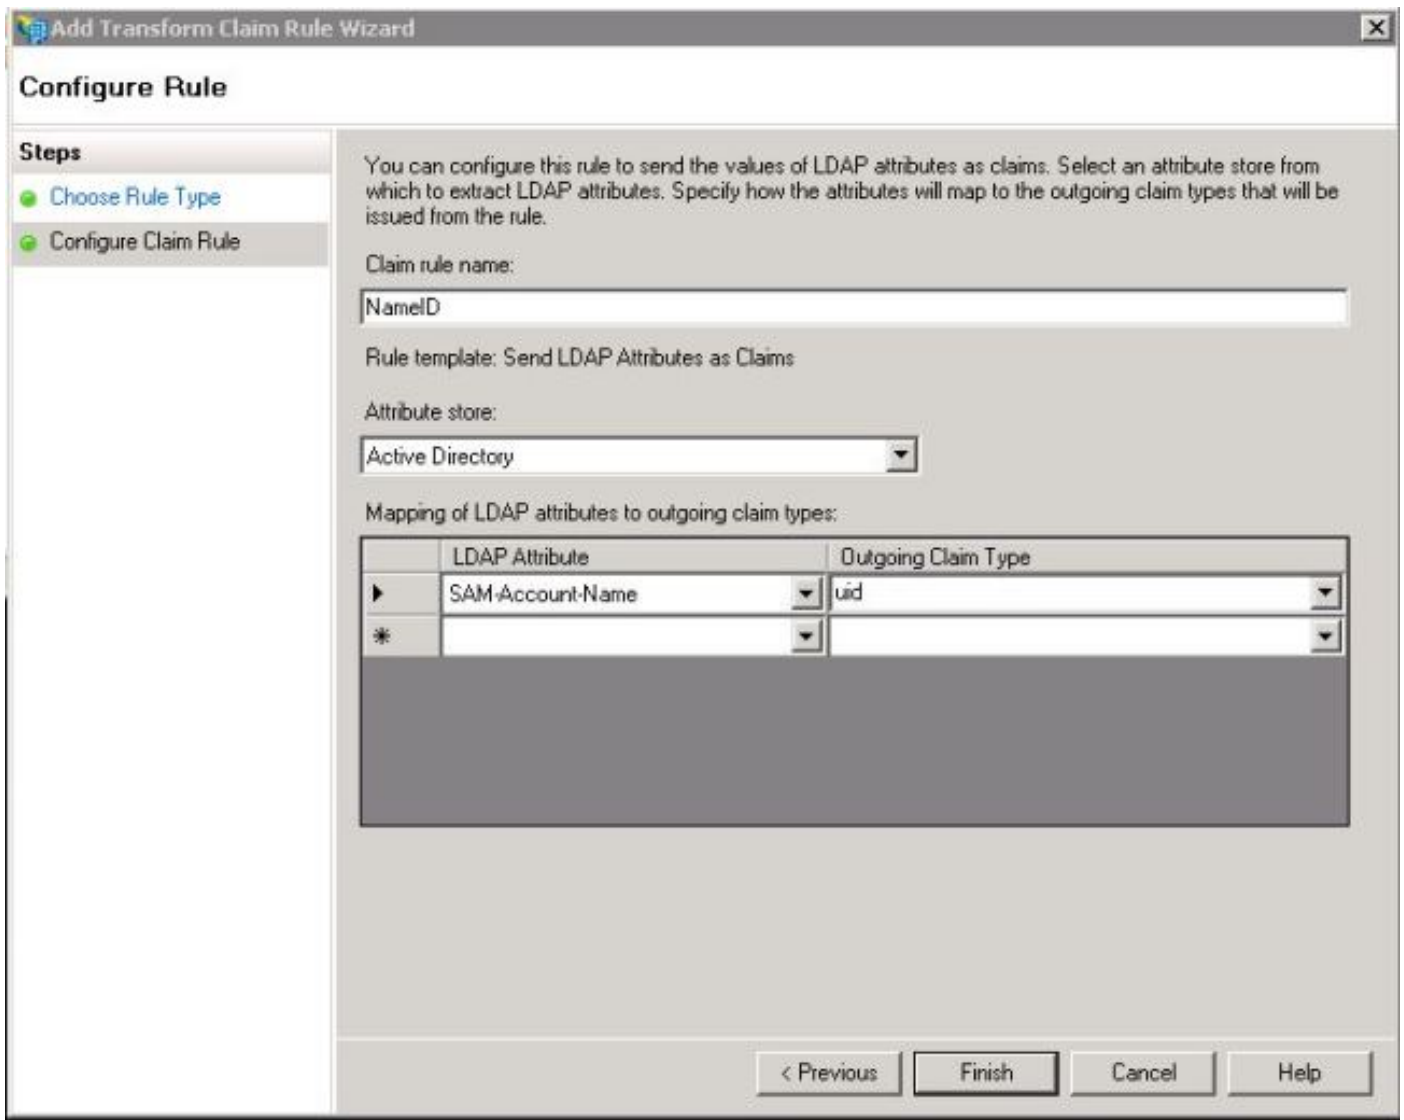 Add Transform Claim Rule Wizard
Configure Rule
Steps
Choose Rule Type
Configure Claim Rule
You can configure this rule to send the values of LDAP attributes as claims. Select an attribute store from
which to extract LDAP attributes. Specify how the attributes will map to the outgoing claim types that will be
issued from the rule.
Claim rule name:
NameID
Rule template: Send LDAP Attributes as Claims
Attribute store:
Active Directory
Mapping of LDAP attributes to outgoing claim types:
LDAP Attribute Outgoing Claim Type
SAM-Account-Name uid
< Previous Finish Cancel Help